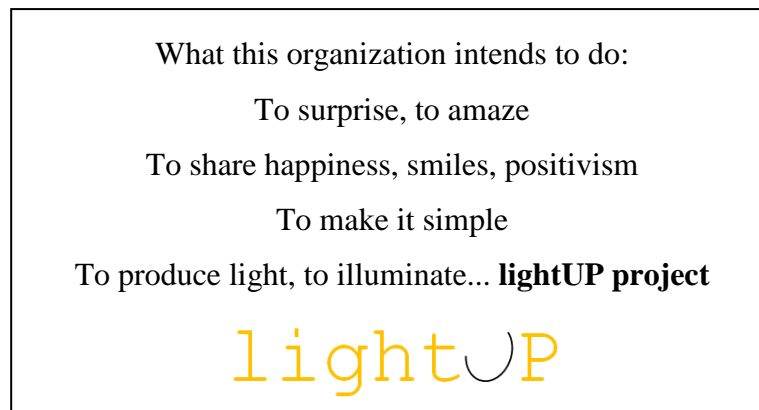 What this organization intends to do:
To surprise, to amaze
To share happiness, smiles, positivism
To make it simple
To produce light, to illuminate... lightUP project
lightUP